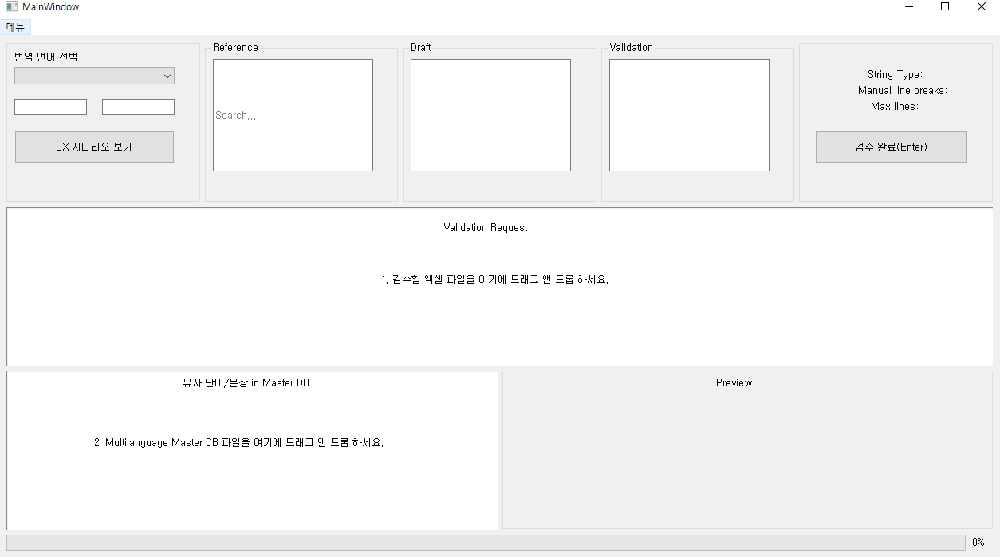 MainWindow
메뉴
번역 언어 선택
UX 시나리오 보기
Reference
Search...
Draft
Validation
String Type:
Manual line breaks:
Max lines:
검수 완료(Enter)
Validation Request
1. 검수할 엑셀 파일을 여기에 드래그 앤 드롭 하세요.
유사 단어/문장 in Master DB
2. Multilanguage Master DB 파일을 여기에 드래그 앤 드롭 하세요.
Preview
0%